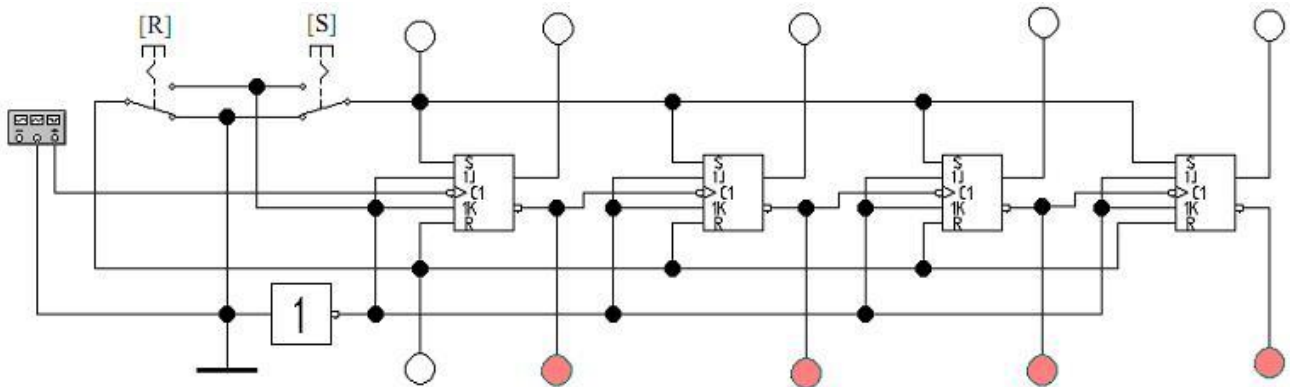 [R] [S]
S S S S
1J 1J 1J 1J
C1 C1 C1 C1
1K 1K 1K 1K
R R R R
1